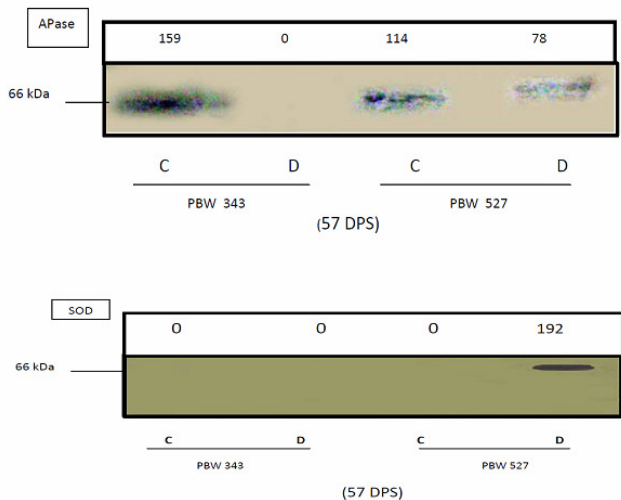 APase
159 0 114 78
66 kDa
C D C D
PBW 343 PBW 527
(57 DPS)
SOD
0 0 0 192
66 kDa
C D C D
PBW 343 PBW 527
(57 DPS)